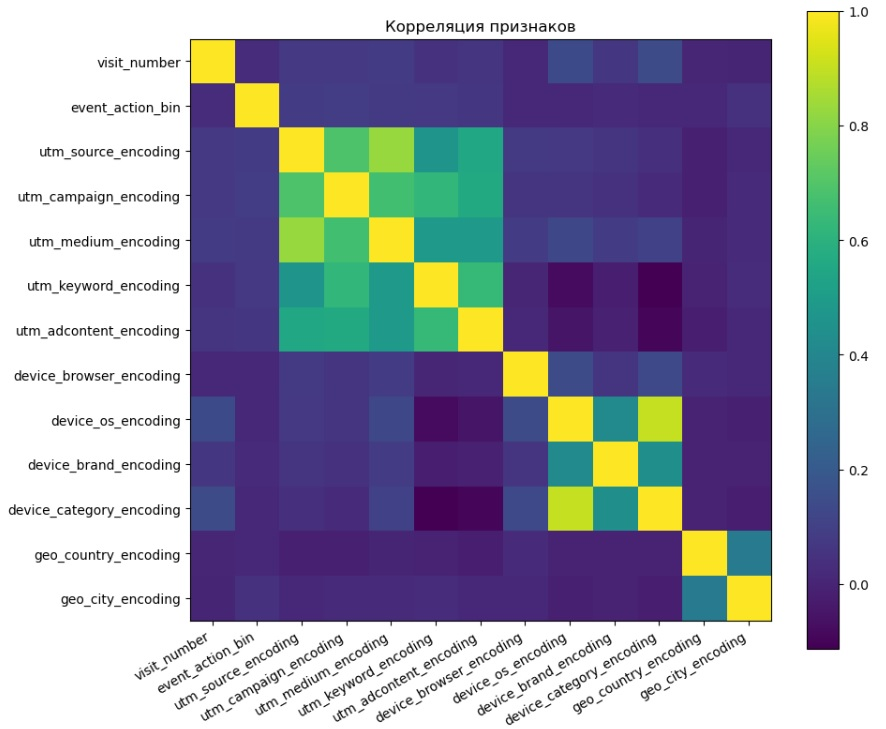 Корреляция признаков
visit_number
event_action_bin
utm_source_encoding
utm_campaign_encoding
utm_medium_encoding
utm_keyword_encoding
utm_adcontent_encoding
device_browser_encoding
device_os_encoding
device_brand_encoding
device_category_encoding
geo_country_encoding
geo_city_encoding
visit_number
event_action_bin
utm_source_encoding
utm_campaign_encoding
utm_medium_encoding
utm_keyword_encoding
utm_adcontent_encoding
device_browser_encoding
device_os_encoding
device_brand_encoding
device_category_encoding
geo_country_encoding
geo_city_encoding
1.0
0.8
0.6
0.4
0.2
0.0